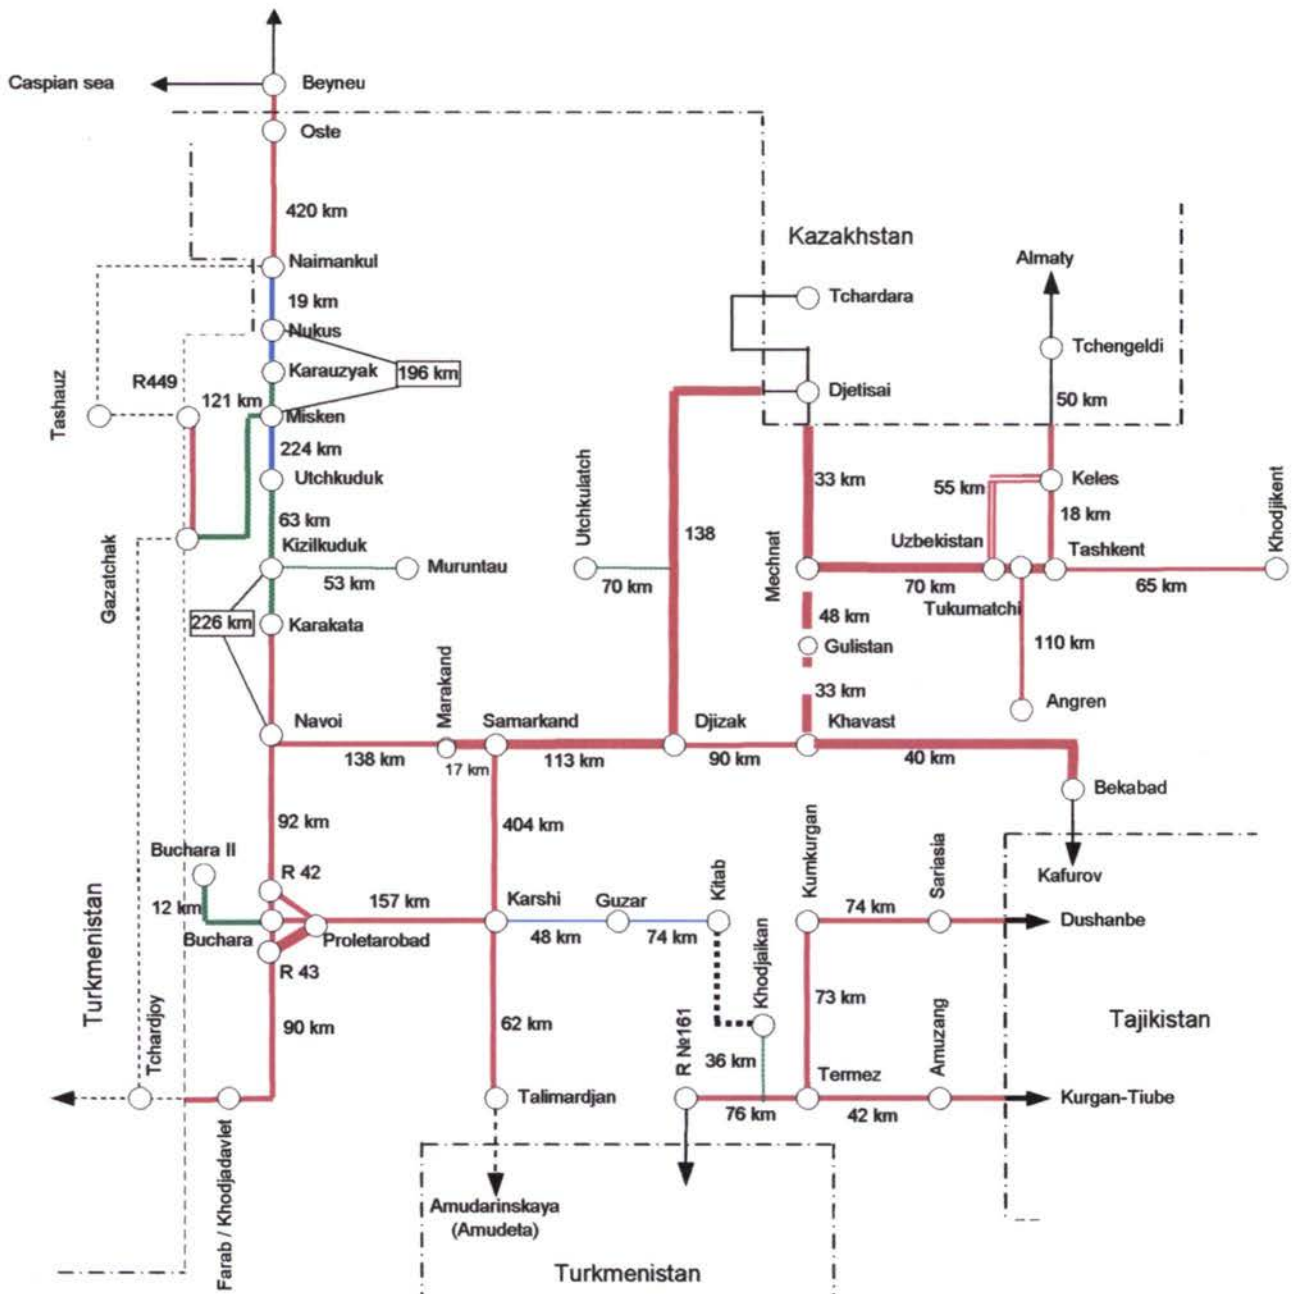 Caspian sea
Beyneu
Oste
420 km
Kazakhstan
Almaty
Naimankul
19 km
Tchardara
Nukus
Tchengeldi
Karauzyak
196 km
R449
121 km
Djetisai
50 km
Tashauz
Misken
224 km
Utchkuduk
33 km
55 km
Keles
Utchkulatch
63 km
18 km
Khodjikent
138
Uzbekistan
Kizilkuduk
Tashkent
Gazatchak
Muruntau
Mechnat
53 km
70 km
70 km
65 km
Tukumatchi
226 km
Karakata
48 km
Gulistan
110 km
Marakand
33 km
Angren
Navoi
Samarkand
Djizak
Khavast
138 km
17 km
113 km
90 km
40 km
Bekabad
92 km
404 km
Buchara II
Kumkurgan
Sariasia
R 42
Kitab
Kafurov
157 km
Karshi
Guzar
74 km
12 km
Dushanbe
Buchara
Proletarobad
48 km
74 km
R 43
Khodjaikan
Turkmenistan
90 km
73 km
62 km
Tchardjoy
R №161
Amuzang
Tajikistan
36 km
Termez
Talimardjan
76 km
42 km
Kurgan-Tiube
Farab / Khodjadavlet
Amudarinskaya
(Amudeta)
Turkmenistan